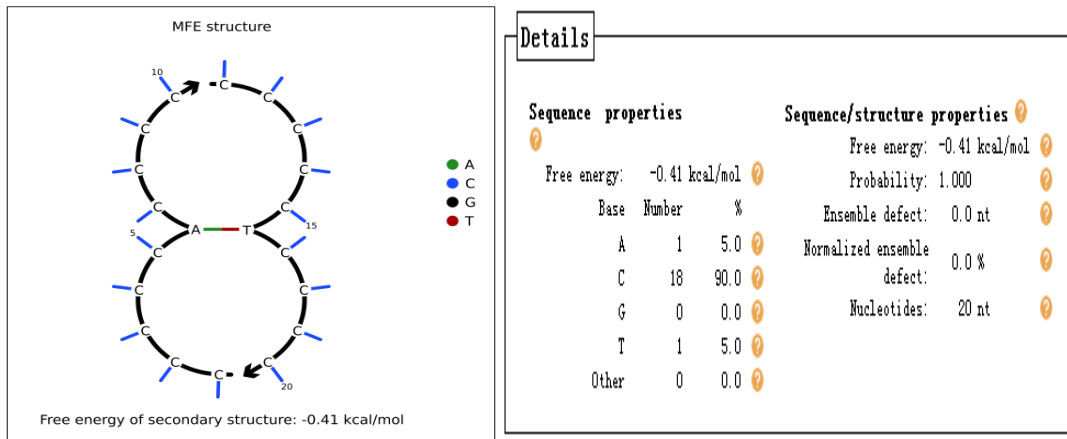 MFE structure
10
C
C C
C C
C C
C C
15
A T
5
C C
C C
C C
C C
C
20
A
C
G
T
Free energy of secondary structure: -0.41 kcal/mol
Details
Sequence properties
?
Free energy: -0.41 kcal/mol ?
Base Number %
A 1 5.0 ?
C 18 90.0 ?
G 0 0.0 ?
T 1 5.0 ?
Other 0 0.0 ?
Sequence/structure properties ?
Free energy: -0.41 kcal/mol ?
Probability: 1.000 ?
Ensemble defect: 0.0 nt ?
Normalized ensemble
defect: 0.0 % ?
Nucleotides: 20 nt ?